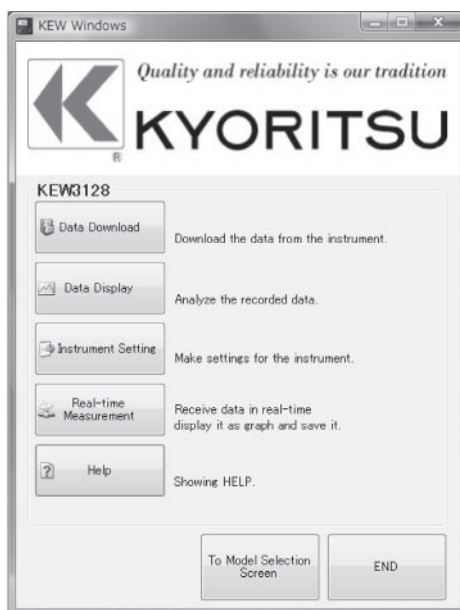 KEW Windows
Quality and reliability is our tradition
KYORITSU
®
KEW3128
Data Download
Download the data from the instrument.
Data Display
Analyze the recorded data.
Instrument Setting
Make settings for the instrument.
Real-time
Measurement
Receive data in real-time
display it as graph and save it.
Help
Showing HELP.
To Model Selection
Screen
END